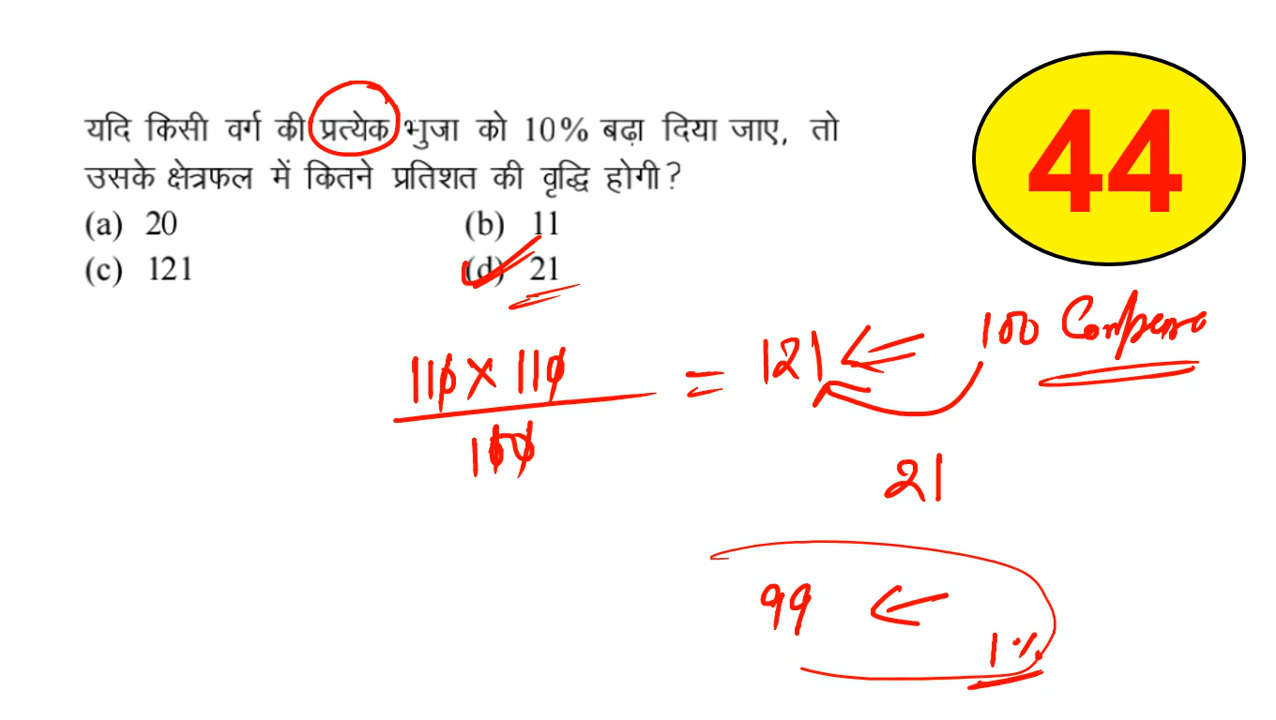 यदि किसी वर्ग की प्रत्येक भुजा को 10% बढ़ा दिया जाए, तो
उसके क्षेत्रफल में कितने प्रतिशत की वृद्धि होगी?
(a) 20 (b) 11
(c) 121 (d) 21
44
110 × 110
100
= 121
100
21
99
1%